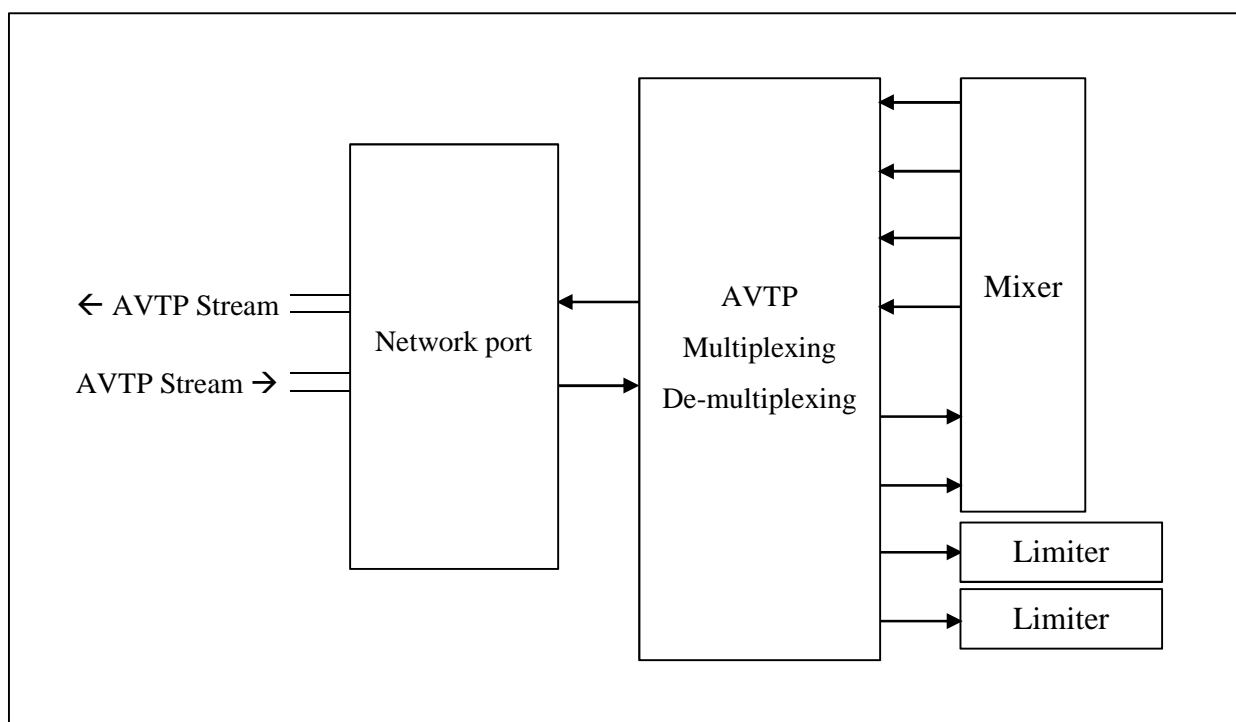 ← AVTP Stream
AVTP Stream →
Network port
AVTP
Multiplexing
De-multiplexing
Mixer
Limiter
Limiter